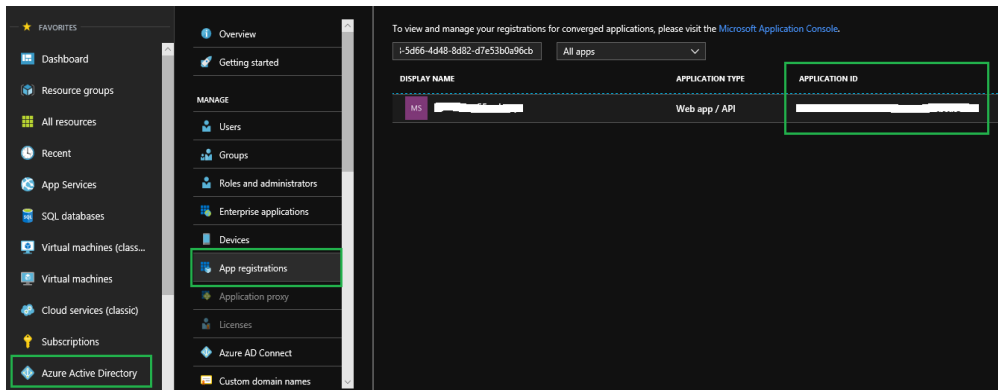 FAVORITES
Dashboard
Resource groups
All resources
Recent
App Services
SQL databases
Virtual machines (class...
Virtual machines
Cloud services (classic)
Subscriptions
Azure Active Directory
Overview
Getting started
MANAGE
Users
Groups
Roles and administrators
Enterprise applications
Devices
App registrations
Application proxy
Licenses
Azure AD Connect
Custom domain names
To view and manage your registrations for converged applications, please visit the Microsoft Application Console.
-5d66-4d48-8d82-d7e53b0a96cb All apps
DISPLAY NAME APPLICATION TYPE APPLICATION ID
MS Web app / API